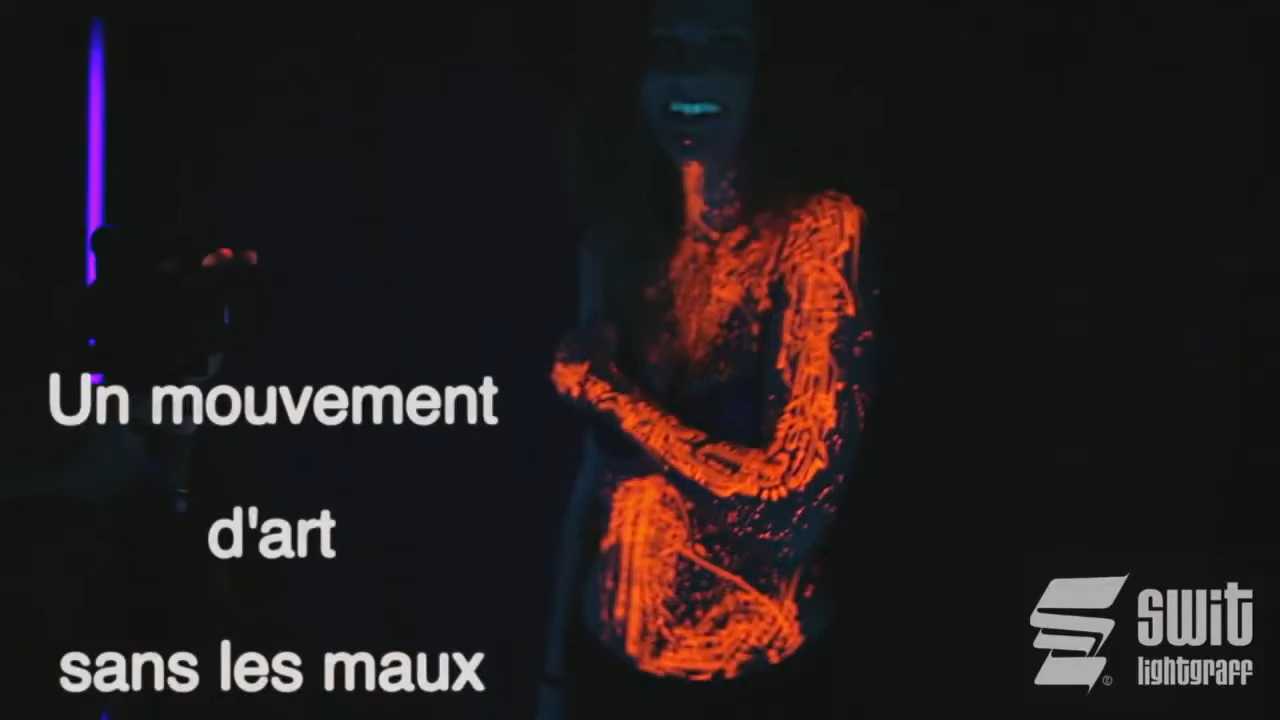 Un mouvement
d'art
sans les maux
swit
lightgraff